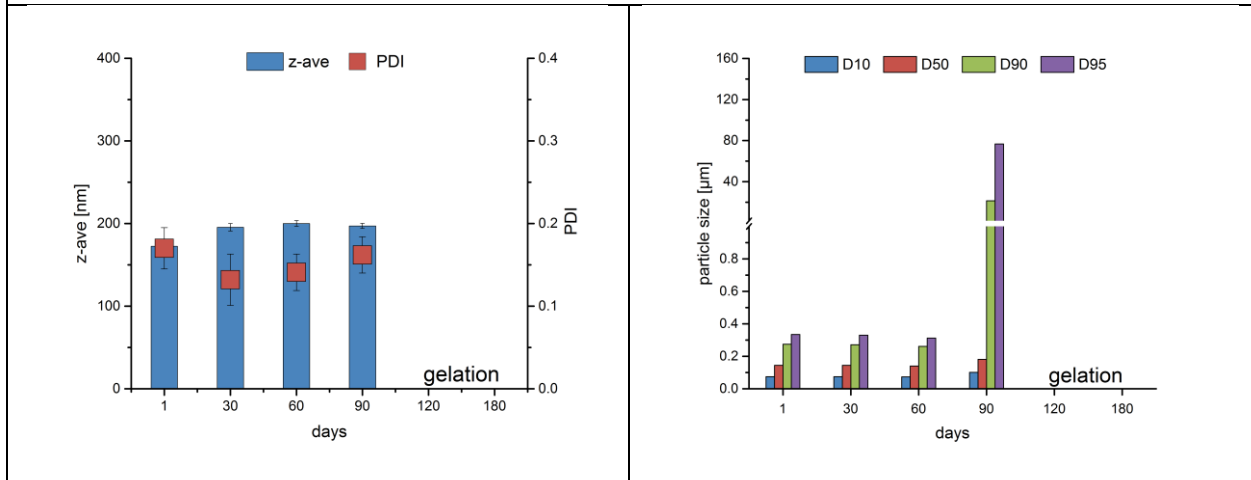 z-ave PDI
400
300
200
100
0
z-ave [nm]
0.4
0.3
0.2
0.1
0.0
PDI
gelation
1 30 60 90 120 180
days
D10 D50 D90 D95
160
120
80
40
0.8
0.6
0.4
0.2
0.0
particle size [µm]
gelation
1 30 60 90 120 180
days